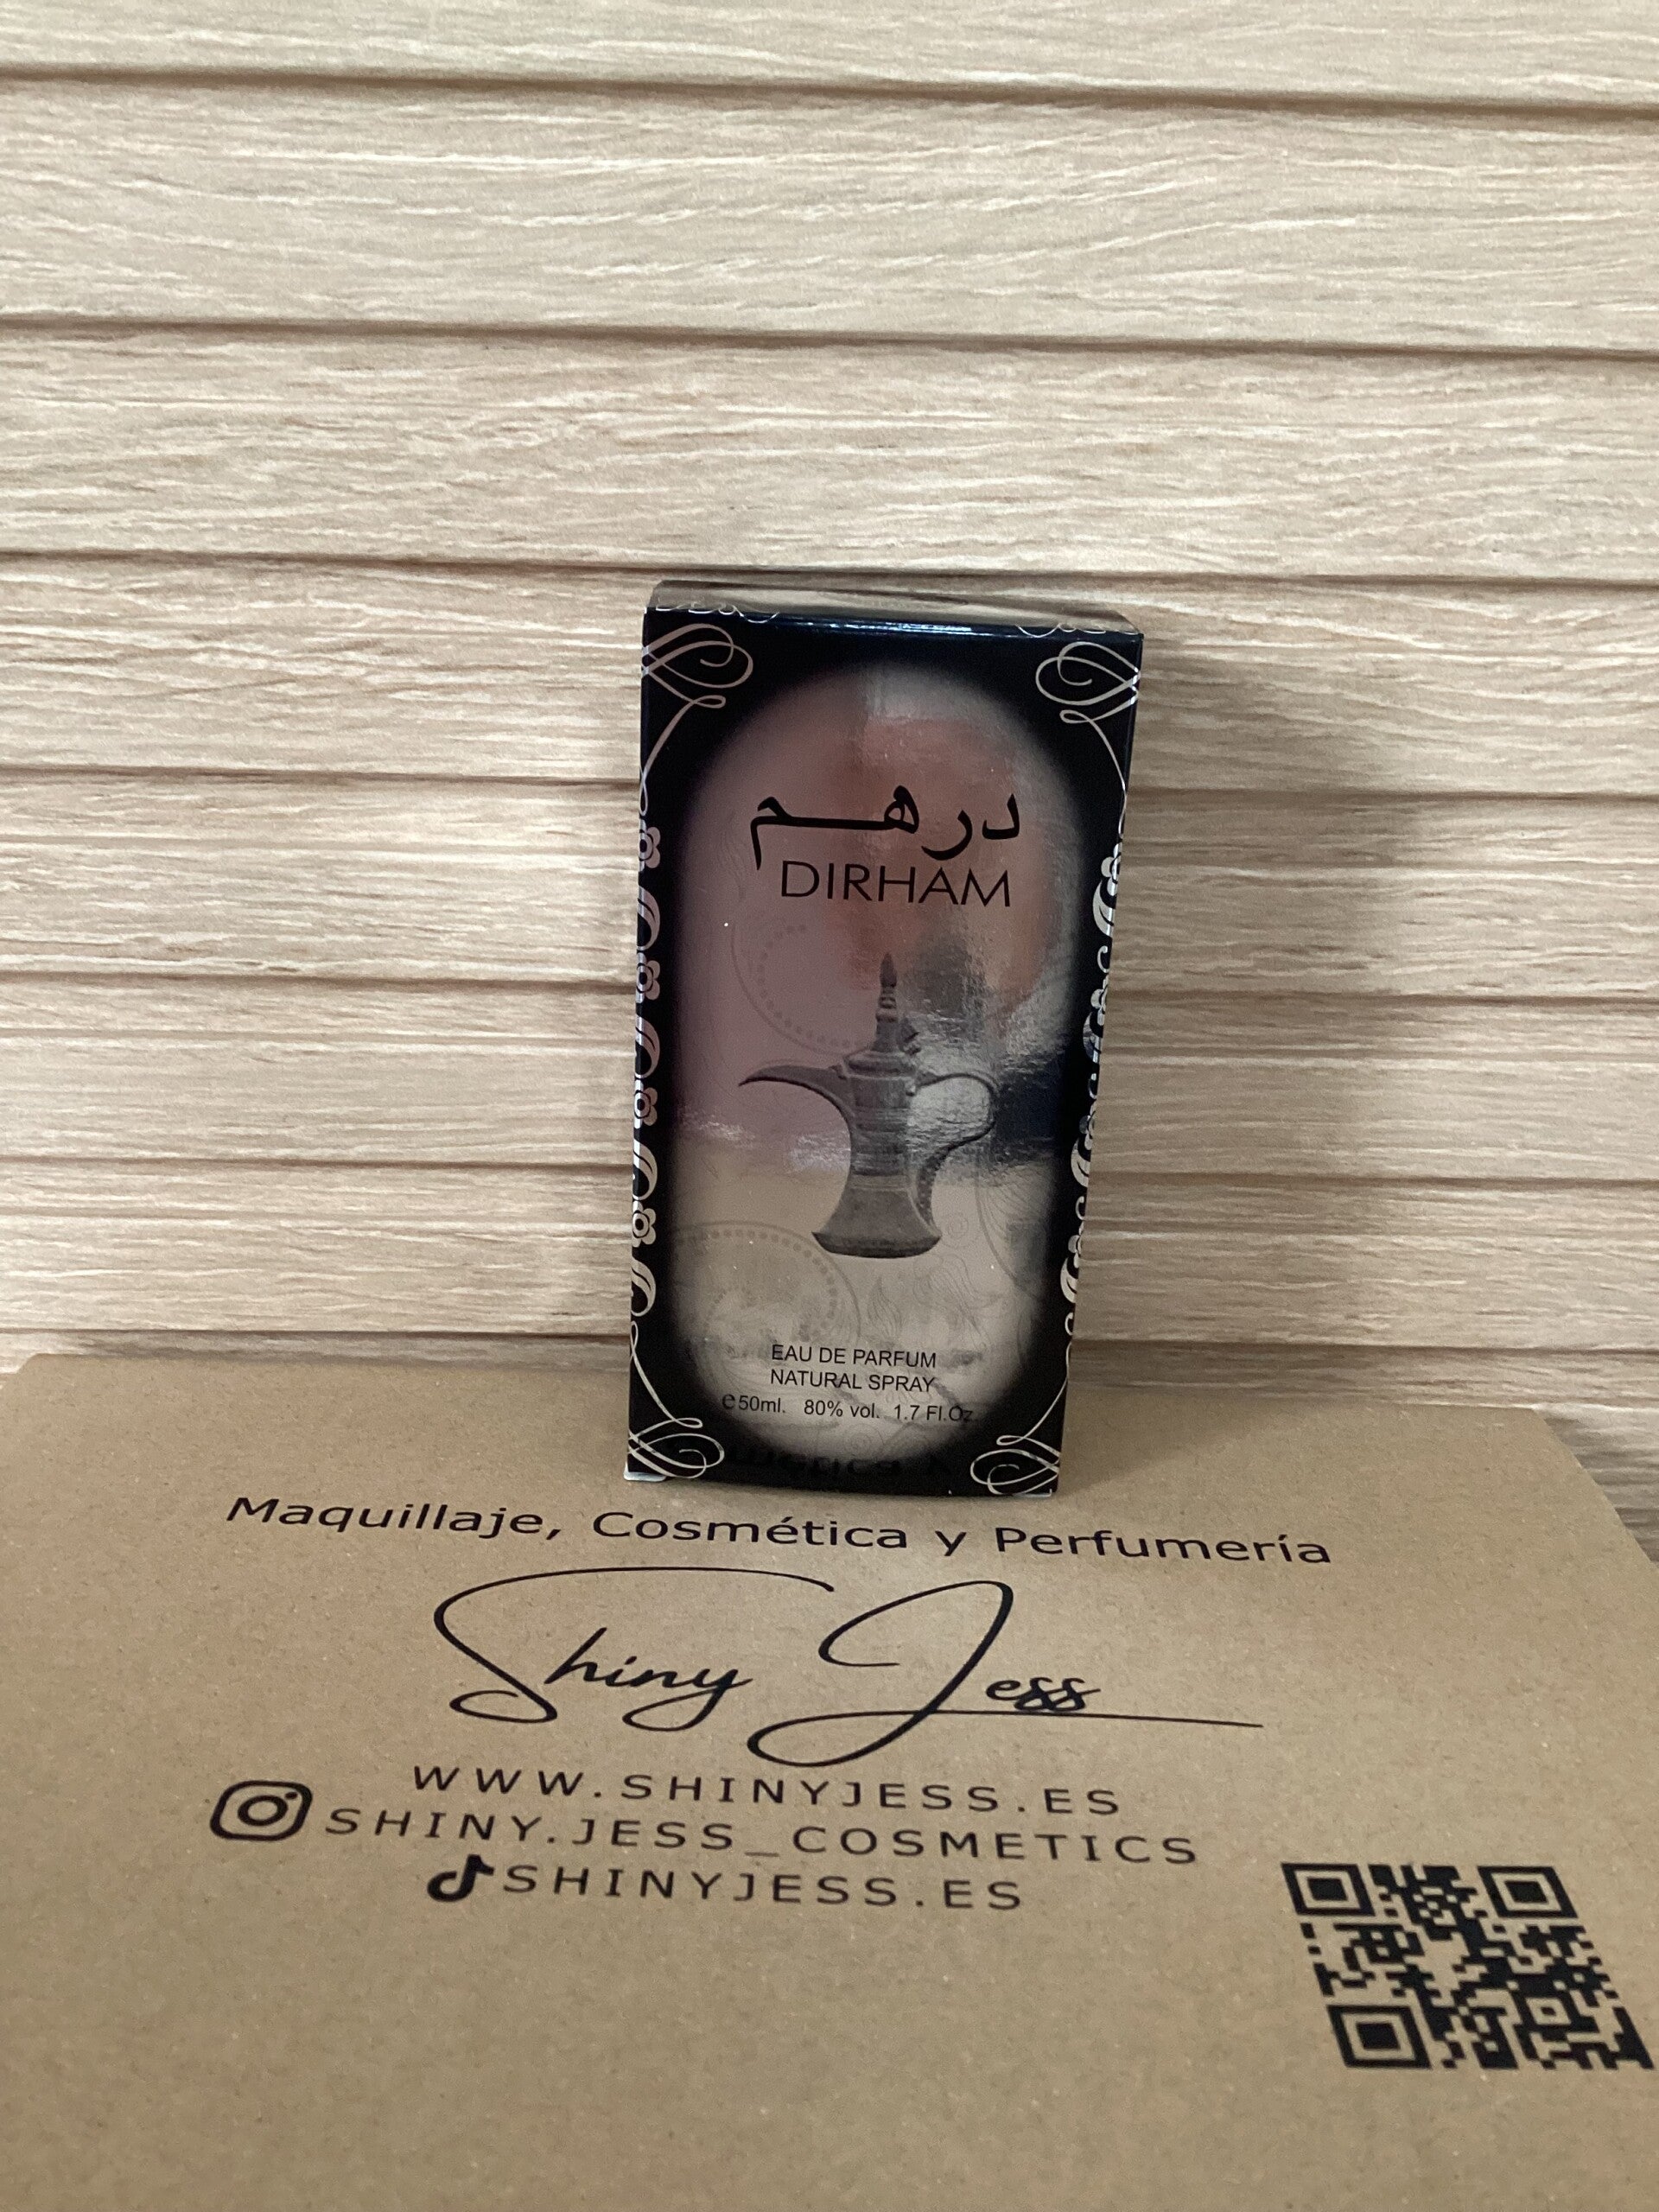 درهم
DIRHAM
EAU DE PARFUM
NATURAL SPRAY
e50ml. 80% vol. 1.7 Fl.Oz
Maquillaje, Cosmética y Perfumería
Shiny Jess
WWW.SHINYJESS.ES
SHINY.JESS_COSMETICS
SHINYJESS.ES